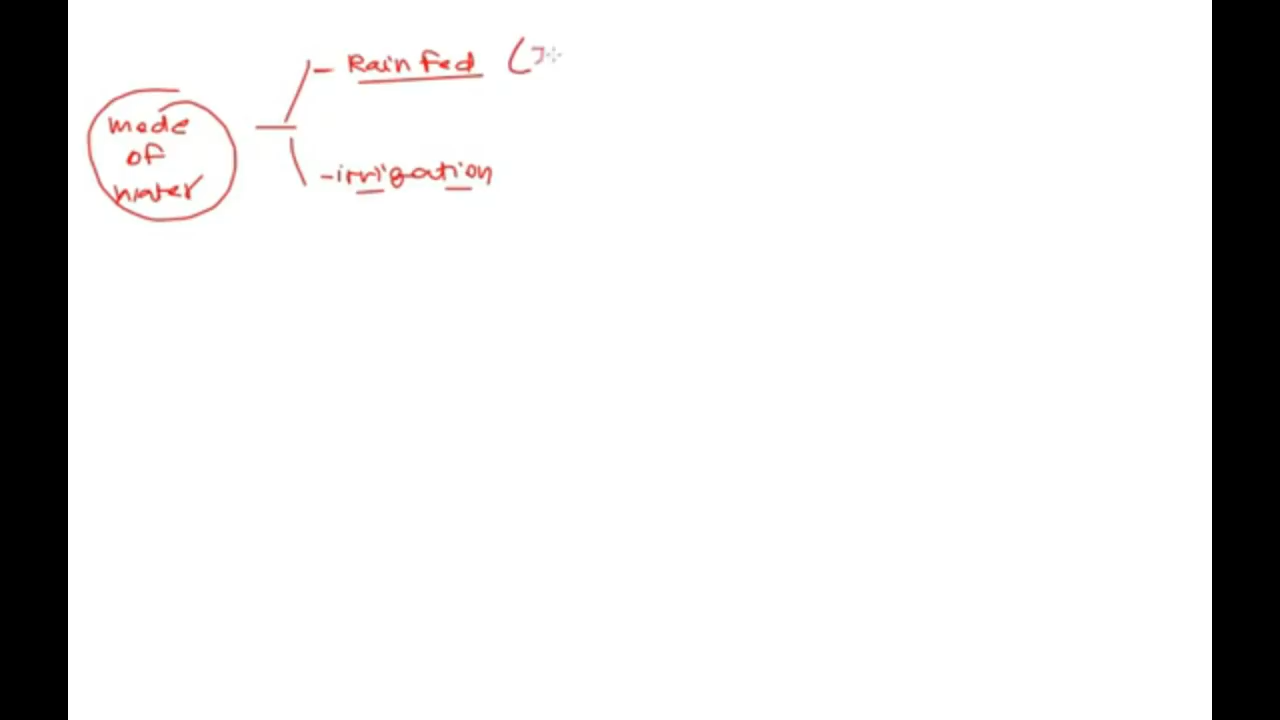 - Rain fed (
mode
of
water
- irrigation